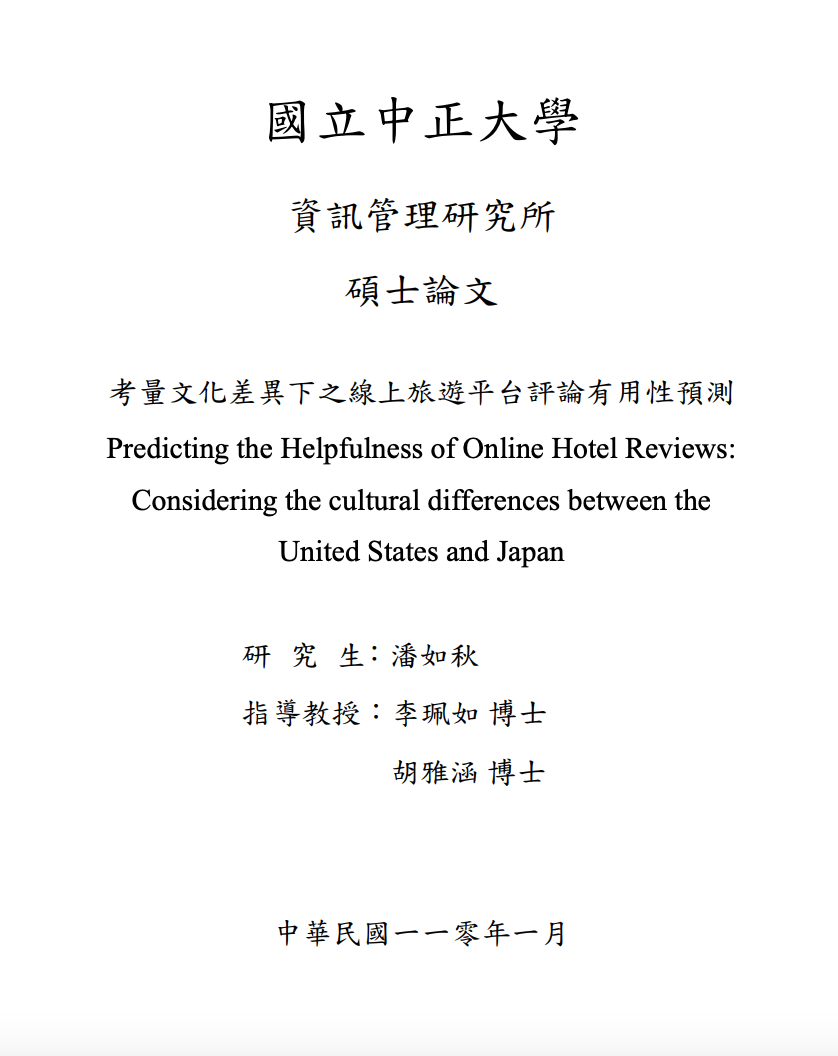 國立中正大學
資訊管理研究所
碩士論文
考量文化差異下之線上旅遊平台評論有用性預測
Predicting the Helpfulness of Online Hotel Reviews:
Considering the cultural differences between the
United States and Japan
研 究 生：潘如秋
指導教授：李珮如 博士
胡雅涵 博士
中華民國一一零年一月